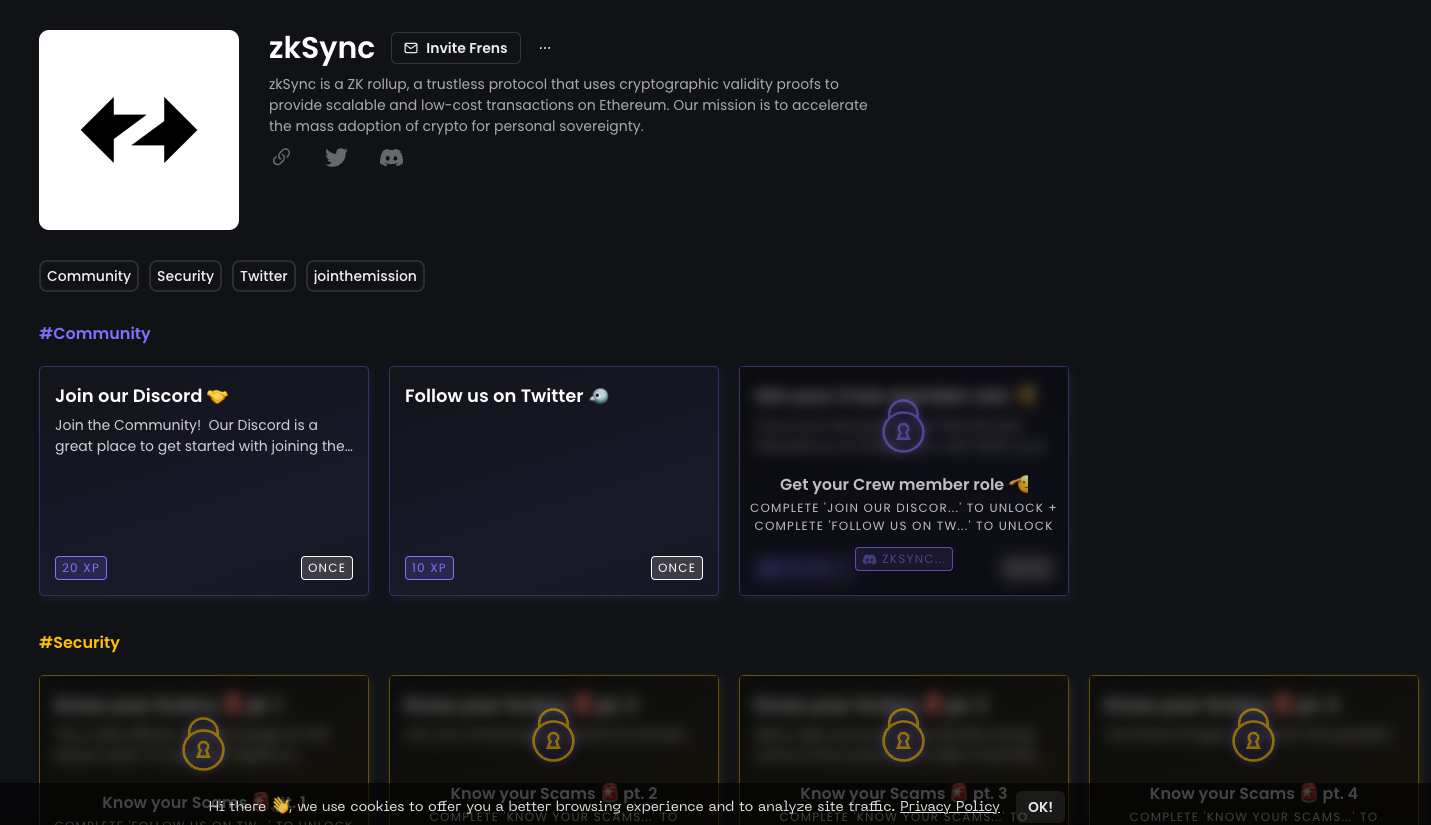 zkSync
Invite Frens
...
zkSync is a ZK rollup, a trustless protocol that uses cryptographic validity proofs to
provide scalable and low-cost transactions on Ethereum. Our mission is to accelerate
the mass adoption of crypto for personal sovereignty.
Community Security Twitter jointhemission
#Community
Join our Discord 🤝
Join the Community! Our Discord is a
great place to get started with joining the...
20 XP
ONCE
Follow us on Twitter 🐦
10 XP
ONCE
Get your Crew member role 🫡
COMPLETE 'JOIN OUR DISCOR...' TO UNLOCK +
COMPLETE 'FOLLOW US ON TW...' TO UNLOCK
ZKSYNC...
#Security
Know your Scams 🚨 pt. 1
COMPLETE 'FOLLOW US ON TW...' TO
Know your Scams 🚨 pt. 2
COMPLETE 'KNOW YOUR SCAMS...' TO
Know your Scams 🚨 pt. 3
COMPLETE 'KNOW YOUR SCAMS...' TO
Know your Scams 🚨 pt. 4
COMPLETE 'KNOW YOUR SCAMS...' TO
Hi there 👋, we use cookies to offer you a better browsing experience and to analyze site traffic. Privacy Policy
OK!